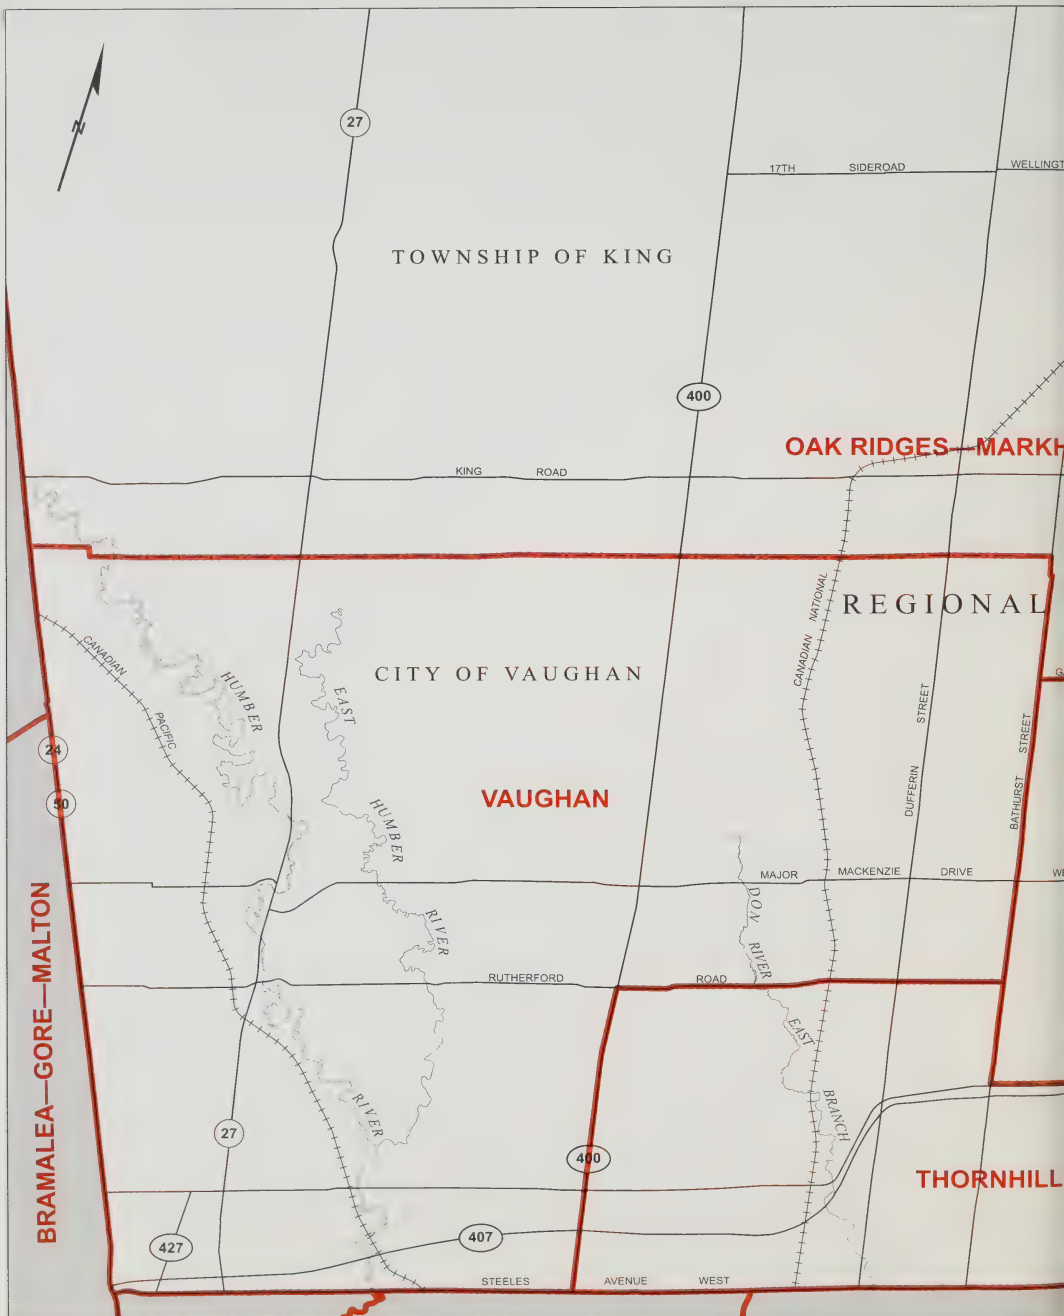 N
27
17TH SIDEROAD
WELLINGT
TOWNSHIP OF KING
400
OAK RIDGES—MARKH
KING ROAD
CANADIAN NATIONAL
REGIONAL
CANADIAN PACIFIC
HUMBER
EAST HUMBER RIVER
CITY OF VAUGHAN
G
DUFFERIN STREET
BATHURST STREET
24
50
VAUGHAN
MAJOR MACKENZIE DRIVE WE
DON RIVER EAST BRANCH
BRAMALEA—GORE—MALTON
RUTHERFORD ROAD
RIVER
27
400
THORNHILL
427
407
STEELES AVENUE WEST